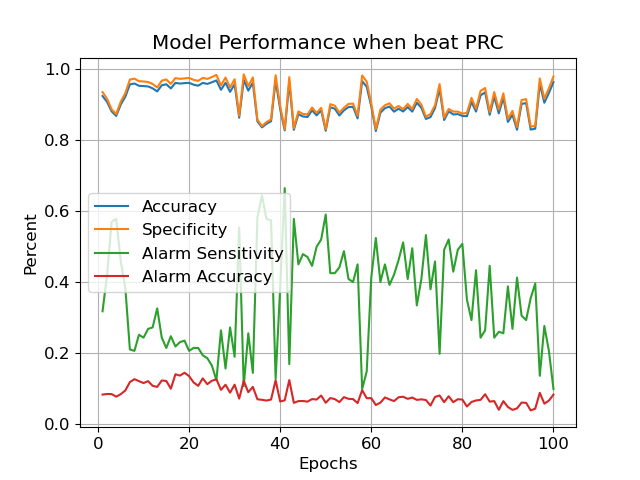 Model Performance when beat PRC
1.0
0.8
0.6
0.4
0.2
0.0
Percent
Accuracy
Specificity
Alarm Sensitivity
Alarm Accuracy
0 20 40 60 80 100
Epochs